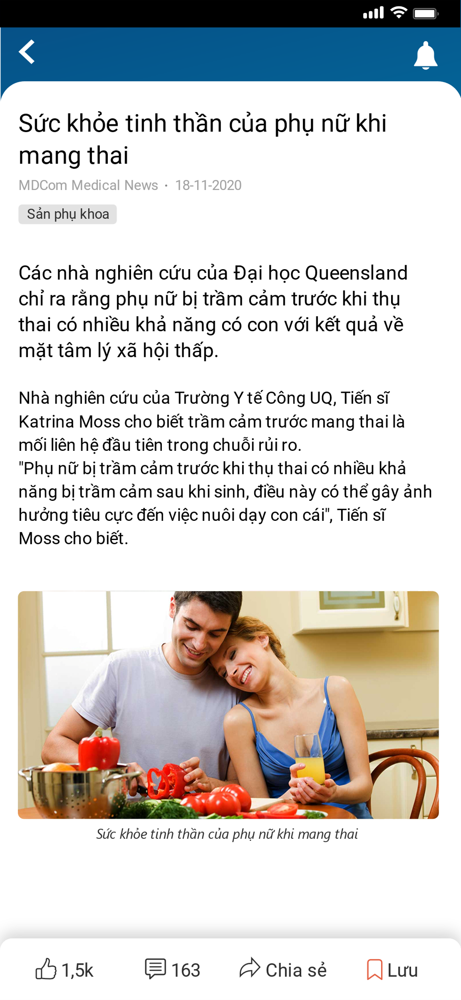 Sức khỏe tinh thần của phụ nữ khi
mang thai
MDCom Medical News • 18-11-2020
Sản phụ khoa
Các nhà nghiên cứu của Đại học Queensland
chỉ ra rằng phụ nữ bị trầm cảm trước khi thụ
thai có nhiều khả năng có con với kết quả về
mặt tâm lý xã hội thấp.
Nhà nghiên cứu của Trường Y tế Công UQ, Tiến sĩ
Katrina Moss cho biết trầm cảm trước mang thai là
mối liên hệ đầu tiên trong chuỗi rủi ro.
"Phụ nữ bị trầm cảm trước khi thụ thai có nhiều khả
năng bị trầm cảm sau khi sinh, điều này có thể gây ảnh
hưởng tiêu cực đến việc nuôi dạy con cái", Tiến sĩ
Moss cho biết.
Sức khỏe tinh thần của phụ nữ khi mang thai
1,5k 163 Chia sẻ Lưu